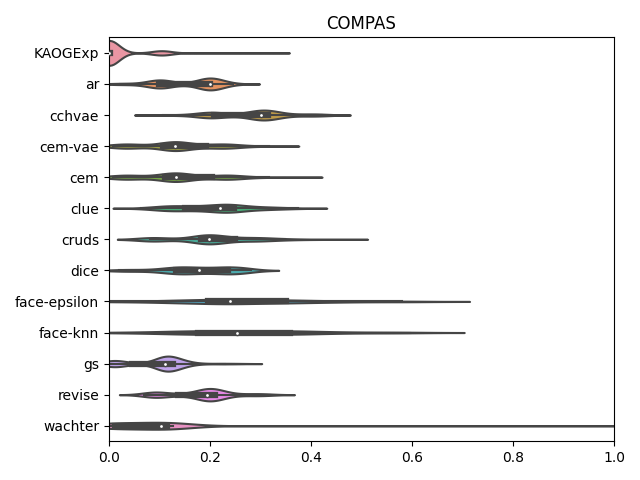 COMPAS
KAOGExp
ar
cchvae
cem-vae
cem
clue
cruds
dice
face-epsilon
face-knn
gs
revise
wachter
0.0 0.2 0.4 0.6 0.8 1.0